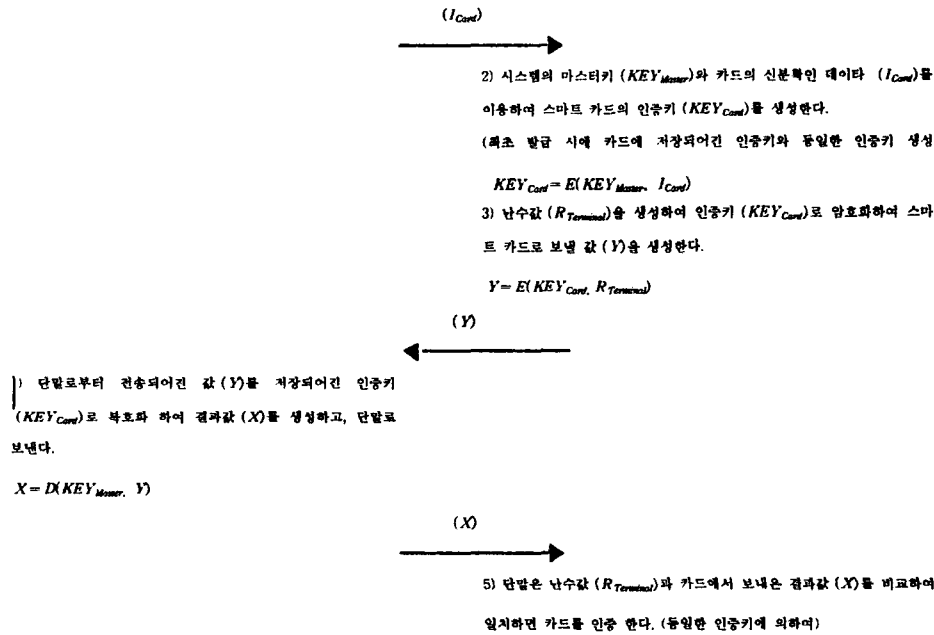 (I_Card)
2) 시스템의 마스터키 (KEY_Master)와 카드의 신분확인 데이타 (I_Card)를
이용하여 스마트 카드의 인증키 (KEY_Card)를 생성한다.
(최초 발급 시에 카드에 저장되어진 인증키와 동일한 인증키 생성
KEY_Card = E(KEY_Master, I_Card)
3) 난수값 (R_Terminal)을 생성하여 인증키 (KEY_Card)로 암호화하여 스마
트 카드로 보낼 값 (Y)을 생성한다.
Y = E(KEY_Card, R_Terminal)
(Y)
) 단말로부터 전송되어진 값 (Y)를 저장되어진 인증키
(KEY_Card)로 복호화 하여 결과값 (X)를 생성하고, 단말로
보낸다.
X = D(KEY_Master, Y)
(X)
5) 단말은 난수값 (R_Terminal)과 카드에서 보내온 결과값 (X)를 비교하여
일치하면 카드를 인증 한다. (동일한 인증키에 의하여)